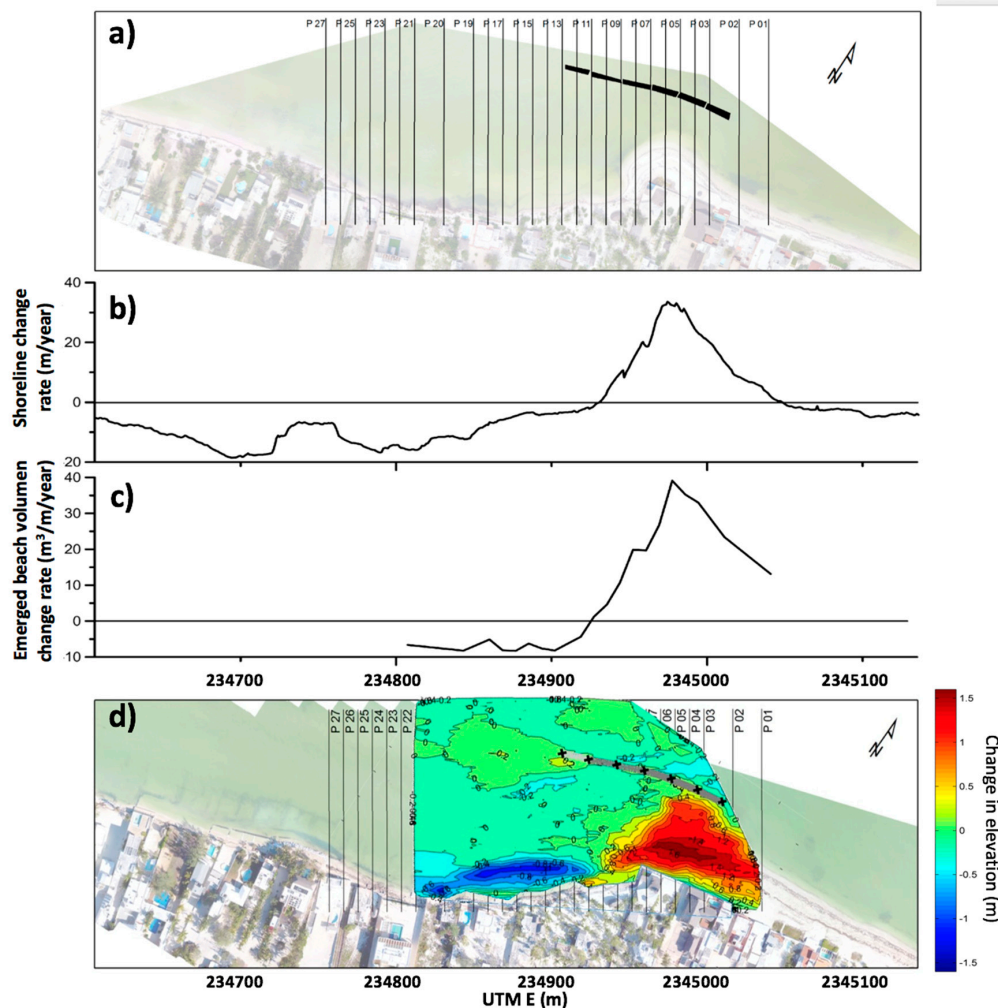 a)
P 27 P 25 P 23 P 21 P 20 P 19 P 17 P 15 P 13 P 11 P 09 P 07 P 05 P 03 P 02 P 01
N
b)
Shoreline change
rate (m/year)
40
20
0
20
c)
Emerged beach volumen
change rate (m³/m/year)
40
30
20
10
0
-10
234700 234800 234900 2345000 2345100
d)
P 27 P 26 P 25 P 24 P 23 P 22 P 06 P 05 P 04 P 03 P 02 P 01
N
234700 234800 234900 2345000 2345100
UTM E (m)
1.5
1
0.5
0
-0.5
-1
-1.5
Change in elevation (m)